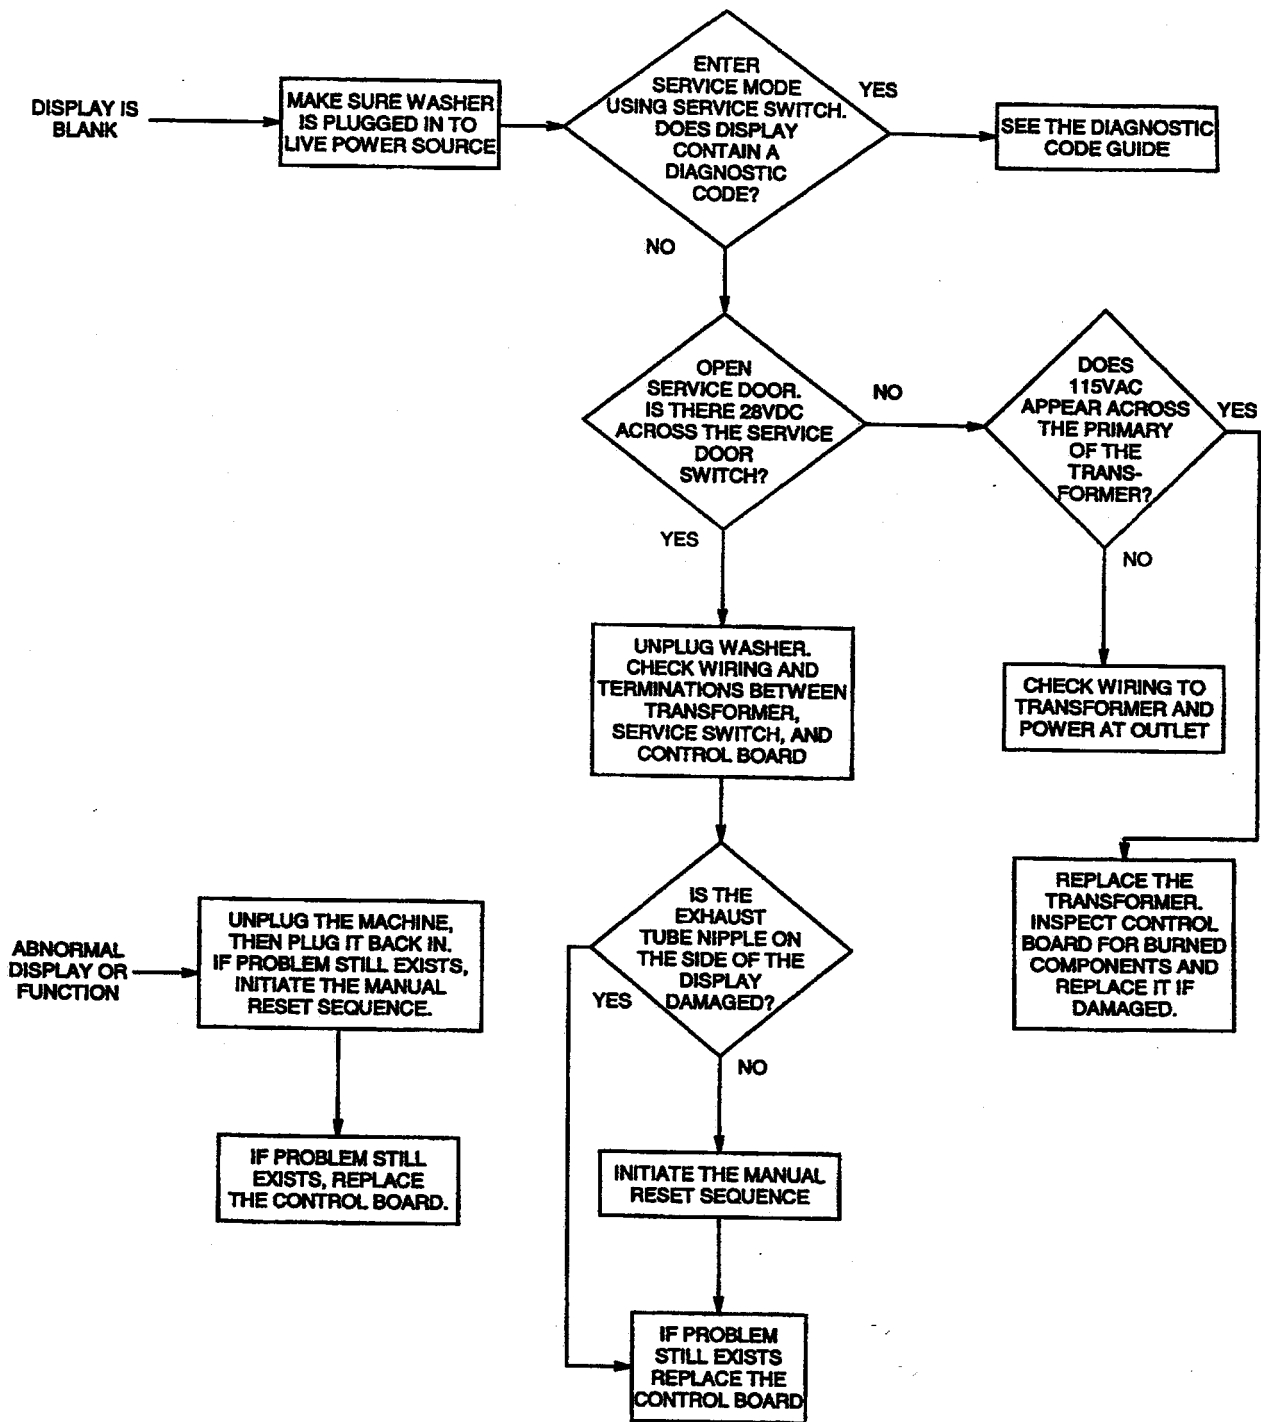 DISPLAY IS
BLANK
MAKE SURE WASHER
IS PLUGGED IN TO
LIVE POWER SOURCE
ENTER
SERVICE MODE
USING SERVICE SWITCH.
DOES DISPLAY
CONTAIN A
DIAGNOSTIC
CODE?
YES
SEE THE DIAGNOSTIC
CODE GUIDE
NO
OPEN
SERVICE DOOR.
IS THERE 28VDC
ACROSS THE SERVICE
DOOR
SWITCH?
NO
DOES
115VAC
APPEAR ACROSS
THE PRIMARY
OF THE
TRANS-
FORMER?
YES
YES
NO
UNPLUG WASHER.
CHECK WIRING AND
TERMINATIONS BETWEEN
TRANSFORMER,
SERVICE SWITCH, AND
CONTROL BOARD
CHECK WIRING TO
TRANSFORMER AND
POWER AT OUTLET
REPLACE THE
TRANSFORMER.
INSPECT CONTROL
BOARD FOR BURNED
COMPONENTS AND
REPLACE IT IF
DAMAGED.
IS THE
EXHAUST
TUBE NIPPLE ON
THE SIDE OF THE
DISPLAY
DAMAGED?
YES
NO
INITIATE THE MANUAL
RESET SEQUENCE
IF PROBLEM
STILL EXISTS
REPLACE THE
CONTROL BOARD
ABNORMAL
DISPLAY OR
FUNCTION
UNPLUG THE MACHINE,
THEN PLUG IT BACK IN.
IF PROBLEM STILL EXISTS,
INITIATE THE MANUAL
RESET SEQUENCE.
IF PROBLEM STILL
EXISTS, REPLACE
THE CONTROL BOARD.